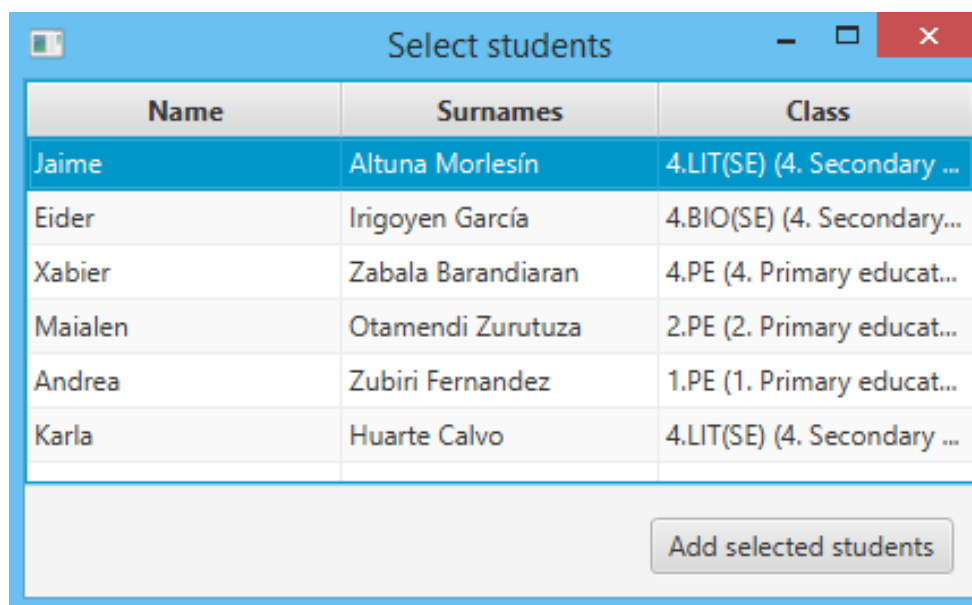 Select students
Name Surnames Class
Jaime Altuna Morlesín 4.LIT(SE) (4. Secondary ...
Eider Irigoyen García 4.BIO(SE) (4. Secondary...
Xabier Zabala Barandiaran 4.PE (4. Primary educat...
Maialen Otamendi Zurutuza 2.PE (2. Primary educat...
Andrea Zubiri Fernandez 1.PE (1. Primary educat...
Karla Huarte Calvo 4.LIT(SE) (4. Secondary ...
Add selected students